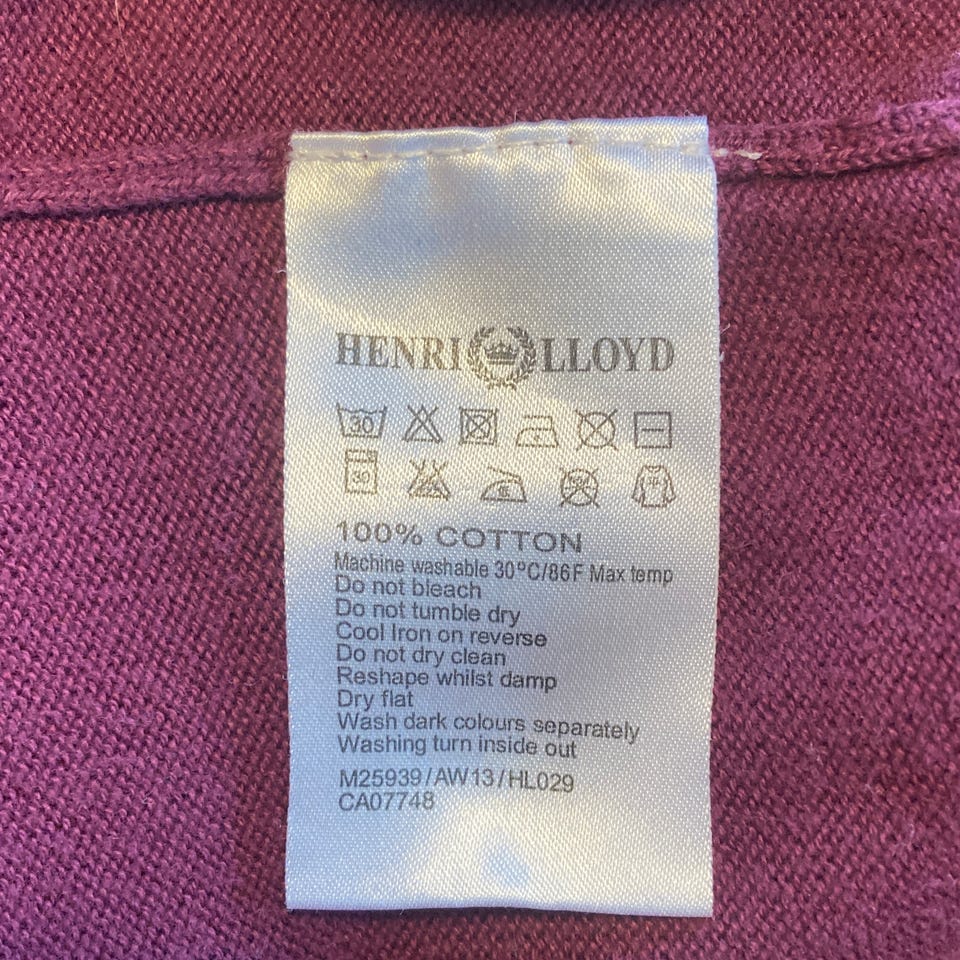 HENRI LLOYD
30
30
100% COTTON
Machine washable 30°C/86F Max temp
Do not bleach
Do not tumble dry
Cool Iron on reverse
Do not dry clean
Reshape whilst damp
Dry flat
Wash dark colours separately
Washing turn inside out
M25939/AW13/HL029
CA07748